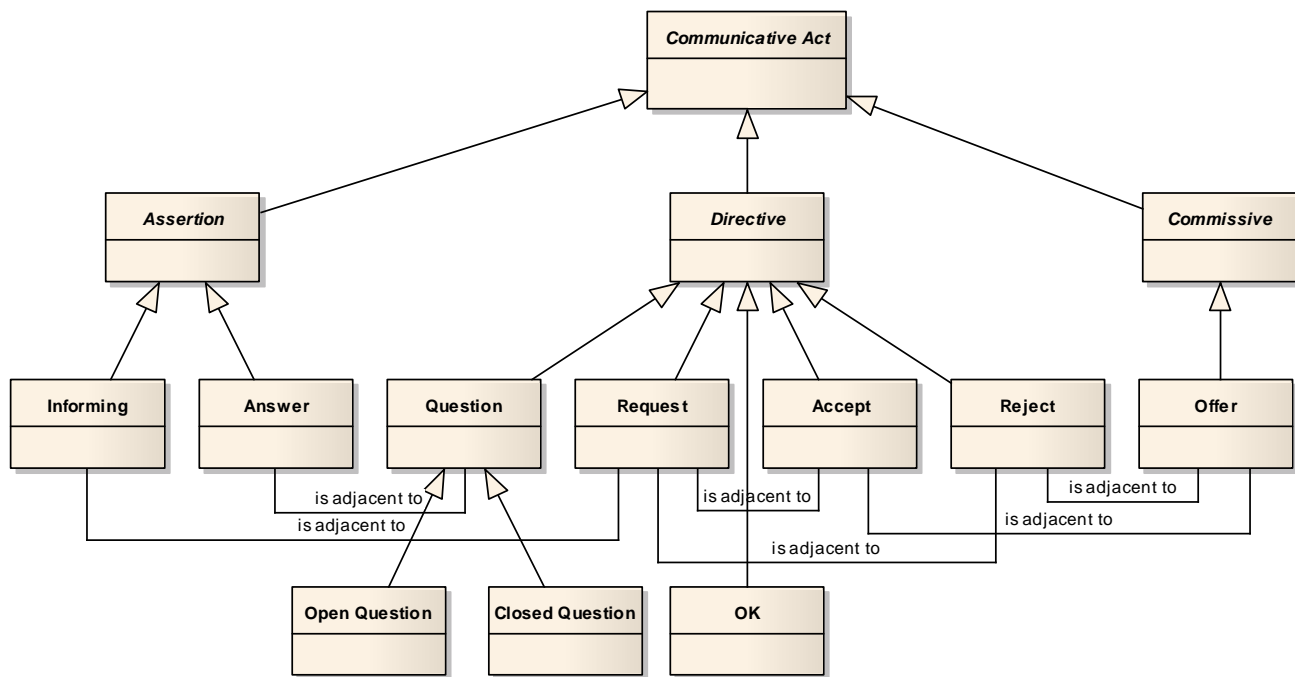 Communicative Act
Assertion
Directive
Commissive
Informing
Answer
Question
Request
Accept
Reject
Offer
is adjacent to
is adjacent to
is adjacent to
is adjacent to
is adjacent to
is adjacent to
Open Question
Closed Question
OK